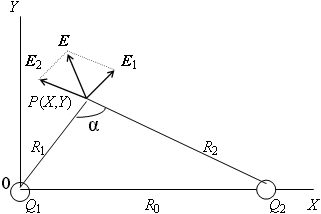 Y
E
E₂
E₁
P(X,Y)
α
R₁
R₂
0
Q₁
R₀
Q₂
X